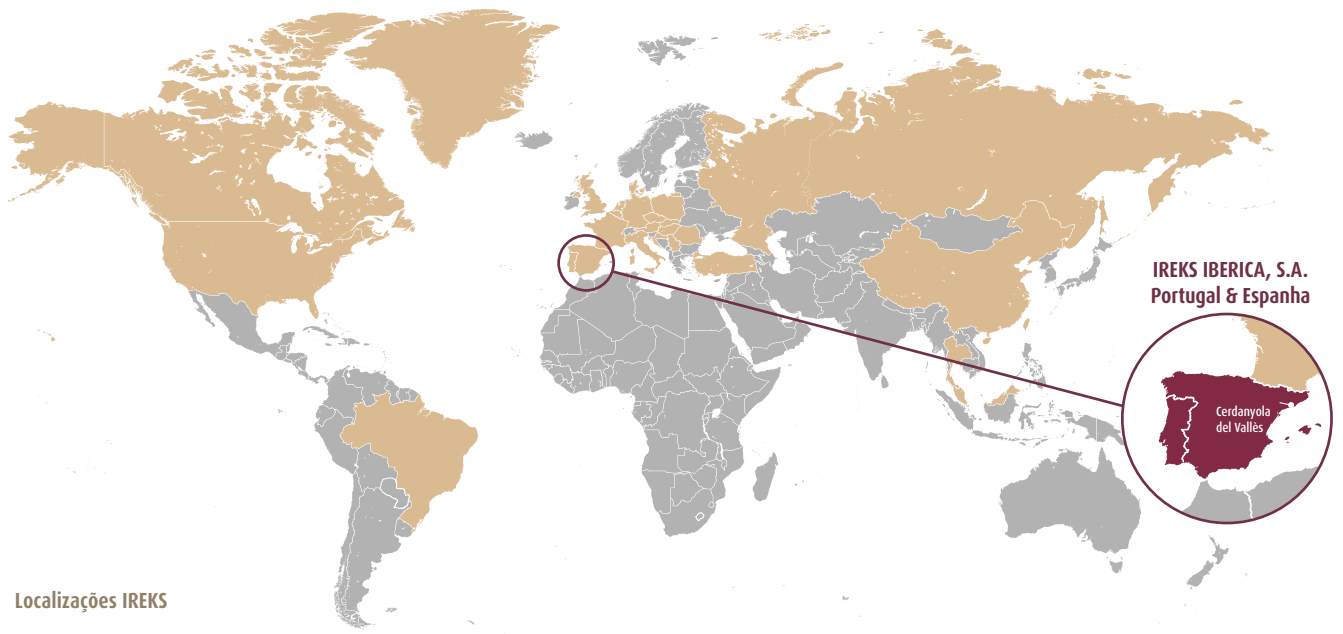 IREKS IBERICA, S.A.
Portugal & Espanha
Cerdanyola
del Vallès
Localizações IREKS